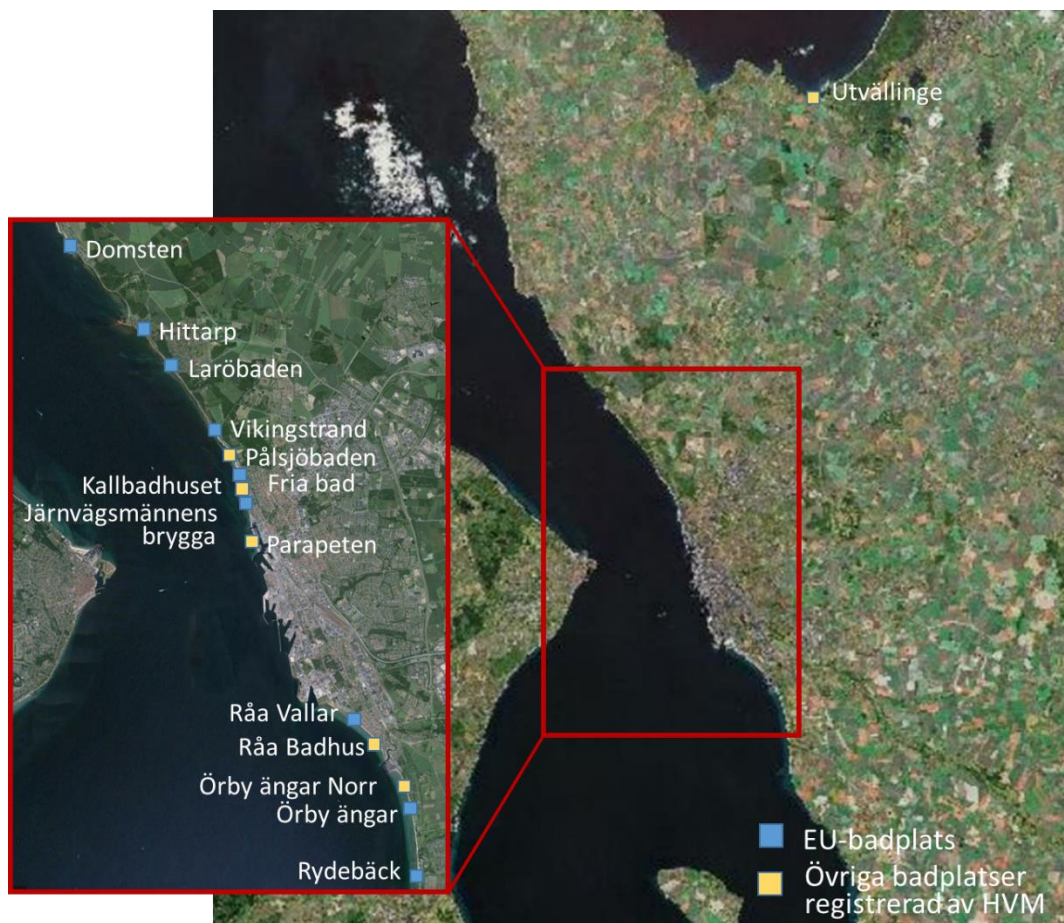 Utvällinge
Domsten
Hittarp
Laröbaden
Vikingstrand
Pålsjöbaden
Fria bad
Kallbadhuset
Järnvägsmännens
brygga
Parapeten
Råa Vallar
Råa Badhus
Örby ängar Norr
Örby ängar
Rydebäck
EU-badplats
Övriga badplatser
registrerad av HVM